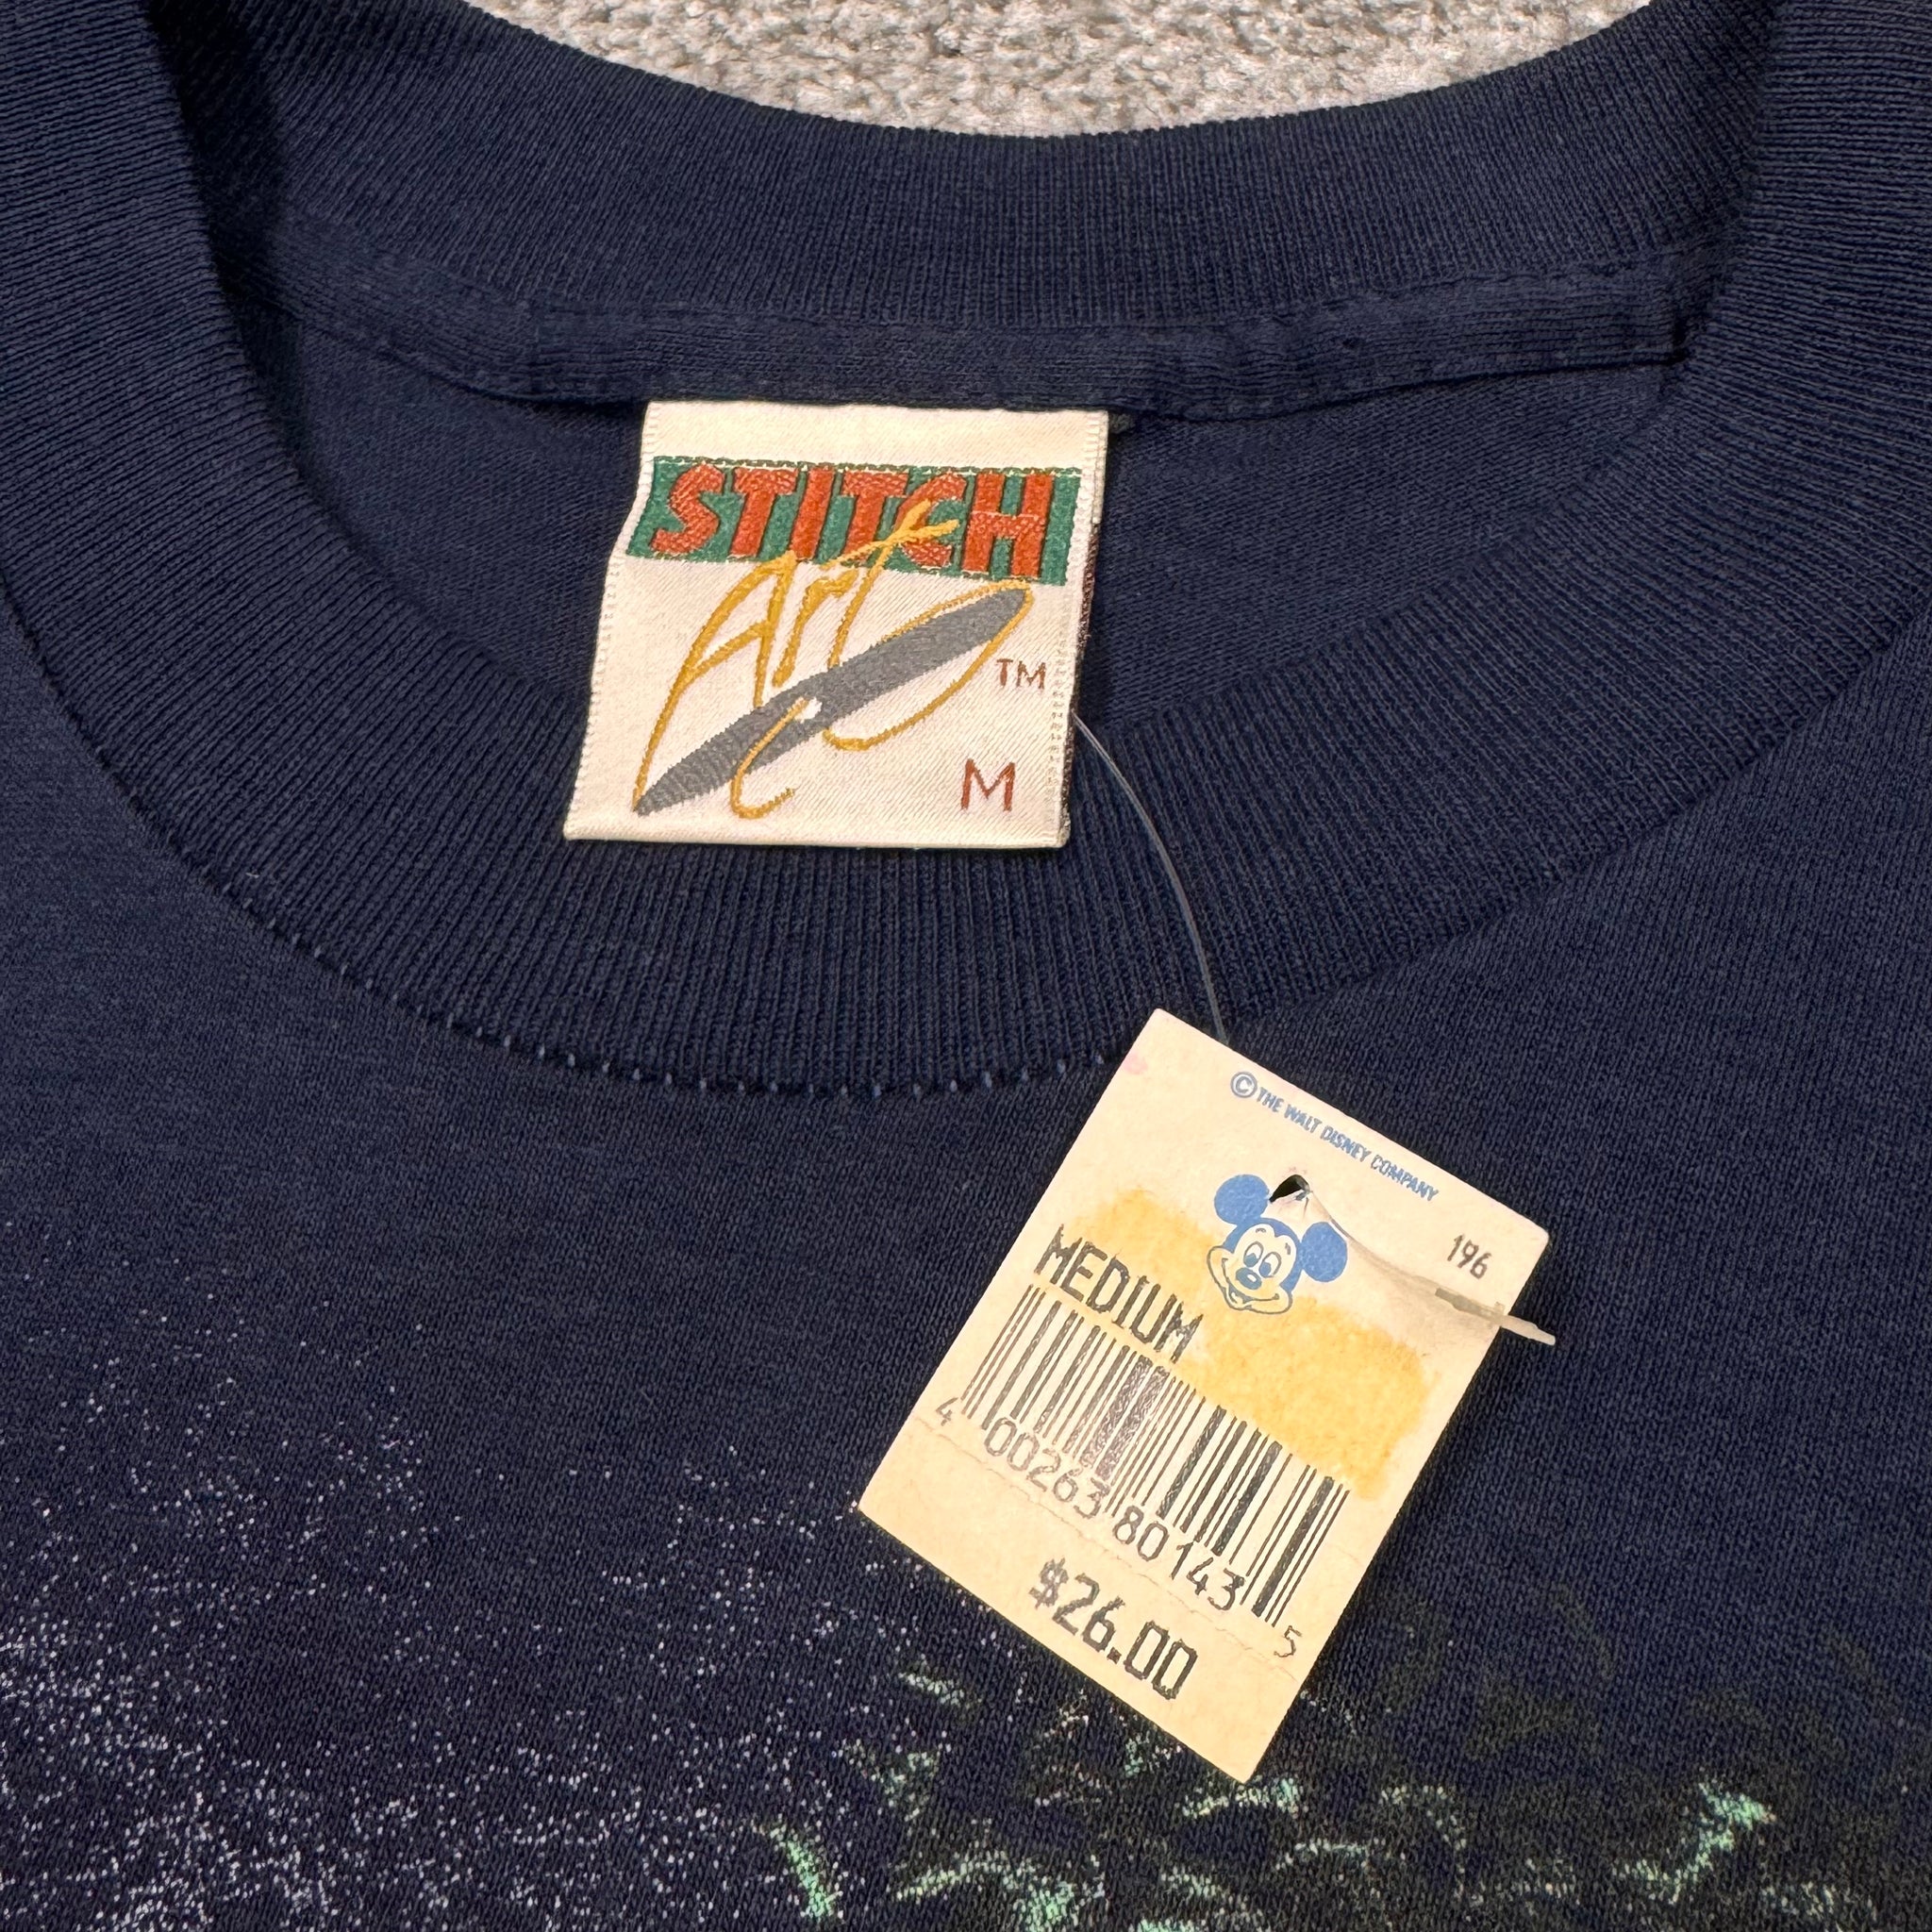 STITCH
Art
TM
M
© THE WALT DISNEY COMPANY
196
MEDIUM
4 00263 80143 5
$26.00